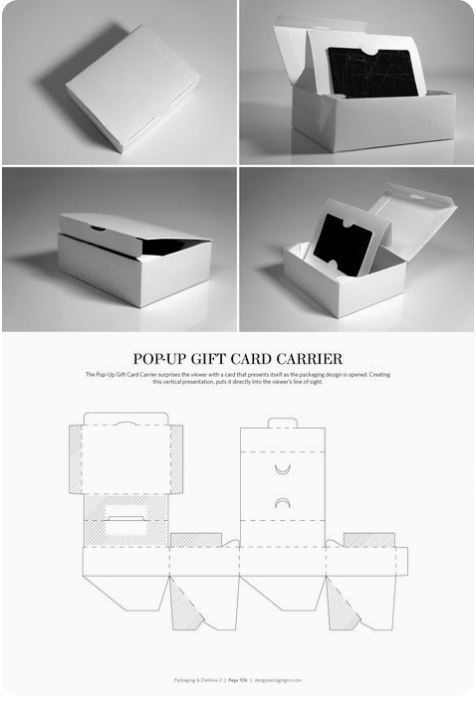 POP-UP GIFT CARD CARRIER
The Pop-Up Gift Card Carrier surprises the viewer with a card that presents itself as the packaging design is opened. Creating
this vertical presentation, puts it directly into the viewer's line of sight.
Packaging & Dielines 2 | Page 106 | designpackaginginc.com